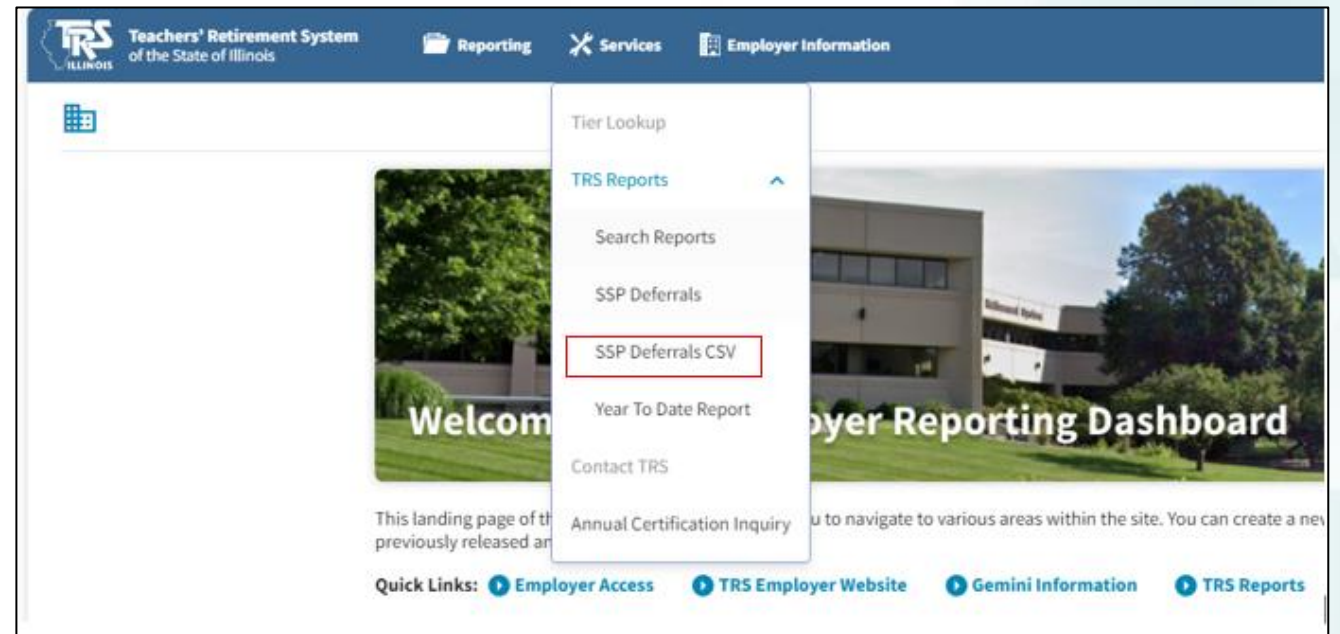 TRS
ILLINOIS
Teachers' Retirement System
of the State of Illinois
Reporting
Services
Employer Information
Tier Lookup
TRS Reports
Search Reports
SSP Deferrals
SSP Deferrals CSV
Year To Date Report
Contact TRS
Annual Certification Inquiry
Welcom
oyer Reporting Dashboard
This landing page of th
u to navigate to various areas within the site. You can create a new
previously released an
Quick Links: Employer Access TRS Employer Website Gemini Information TRS Reports